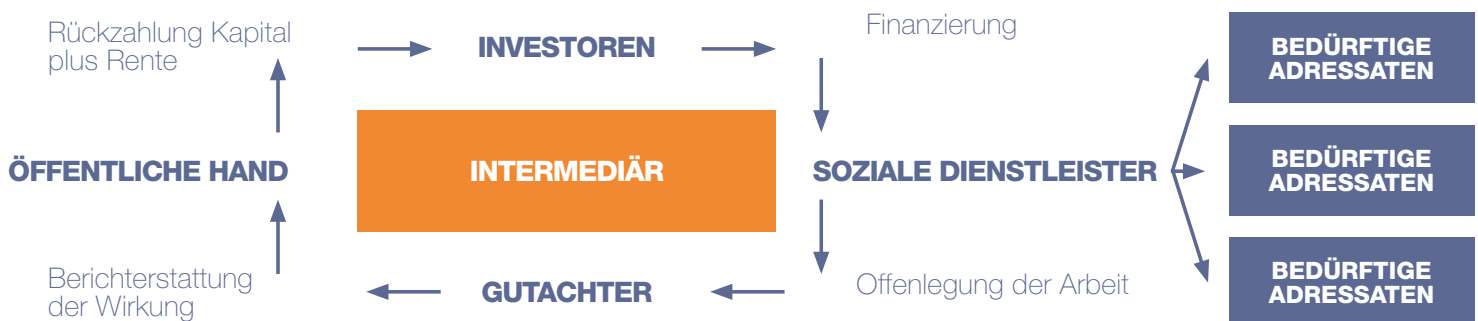 Rückzahlung Kapital
plus Rente
INVESTOREN
Finanzierung
BEDÜRFTIGE
ADRESSATEN
ÖFFENTLICHE HAND
INTERMEDIÄR
SOZIALE DIENSTLEISTER
BEDÜRFTIGE
ADRESSATEN
Berichterstattung
der Wirkung
GUTACHTER
Offenlegung der Arbeit
BEDÜRFTIGE
ADRESSATEN